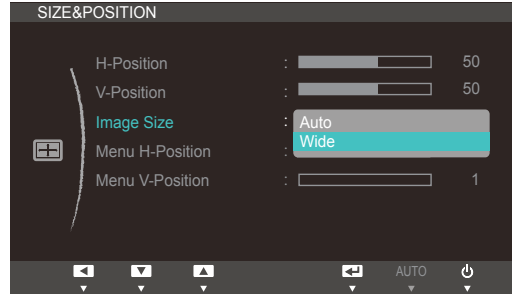 SIZE&POSITION
H-Position : 50
V-Position : 50
Image Size : Auto
Wide
Menu H-Position :
Menu V-Position : 1
AUTO